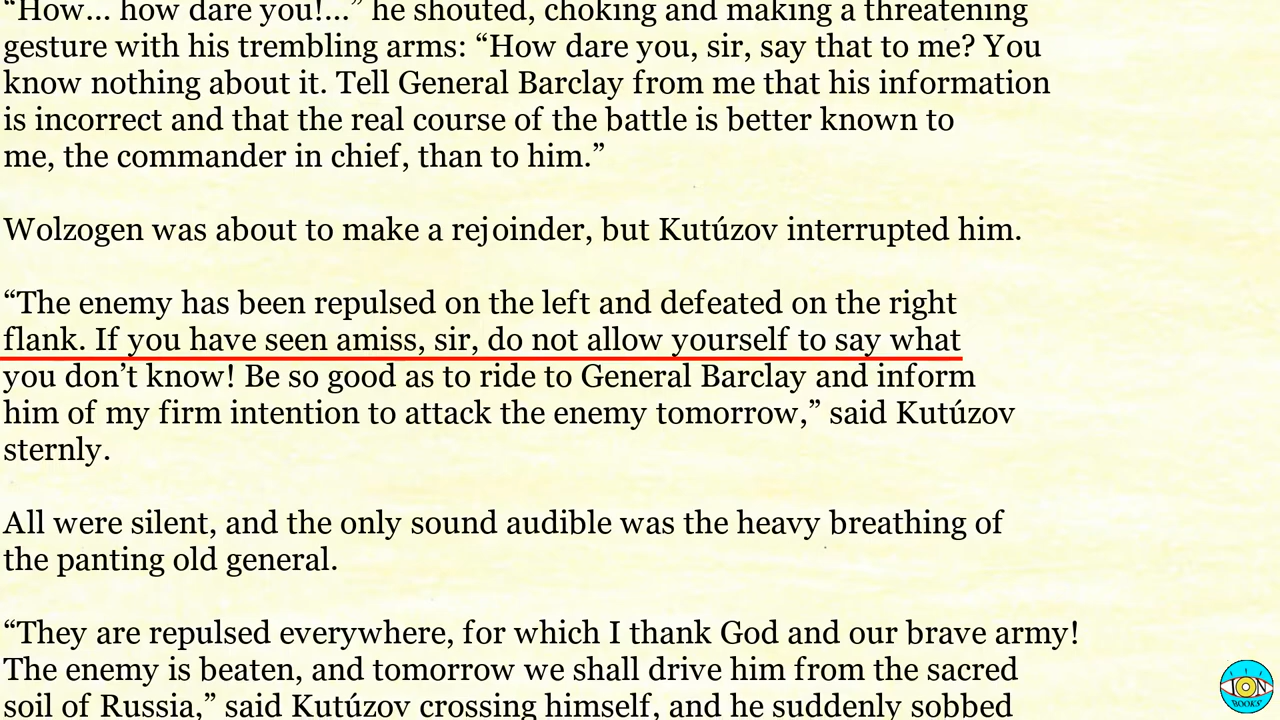 “How... how dare you!...” he shouted, choking and making a threatening
gesture with his trembling arms: “How dare you, sir, say that to me? You
know nothing about it. Tell General Barclay from me that his information
is incorrect and that the real course of the battle is better known to
me, the commander in chief, than to him.”
Wolzogen was about to make a rejoinder, but Kutúzov interrupted him.
“The enemy has been repulsed on the left and defeated on the right
flank. If you have seen amiss, sir, do not allow yourself to say what
you don’t know! Be so good as to ride to General Barclay and inform
him of my firm intention to attack the enemy tomorrow,” said Kutúzov
sternly.
All were silent, and the only sound audible was the heavy breathing of
the panting old general.
“They are repulsed everywhere, for which I thank God and our brave army!
The enemy is beaten, and tomorrow we shall drive him from the sacred
soil of Russia,” said Kutúzov crossing himself, and he suddenly sobbed
ION
BOOKS